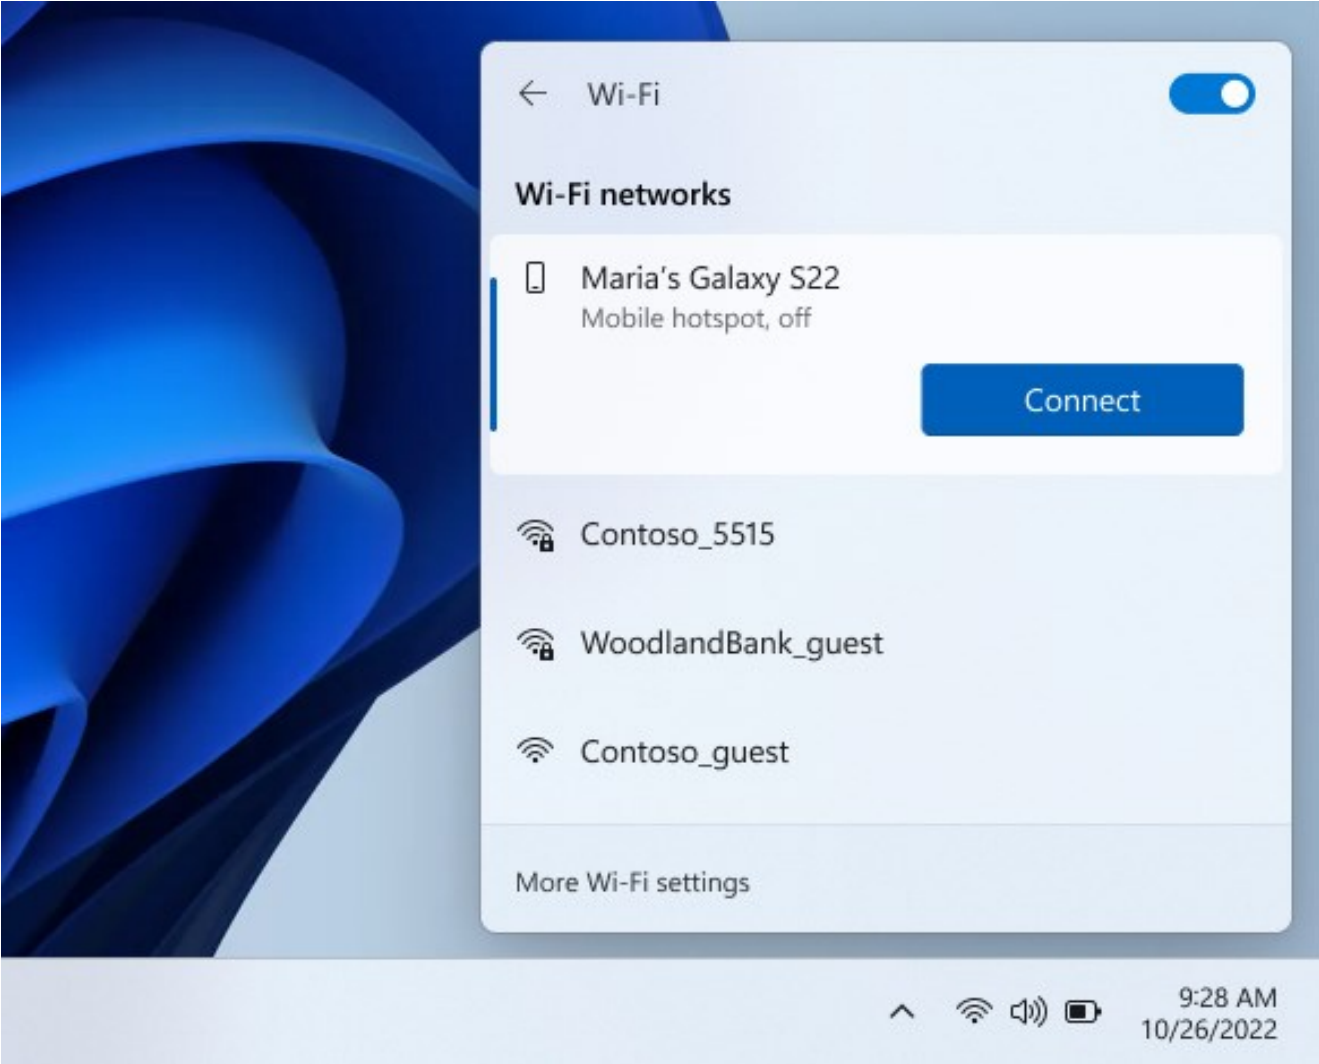 Wi-Fi
Wi-Fi networks
Maria's Galaxy S22
Mobile hotspot, off
Connect
Contoso_5515
WoodlandBank_guest
Contoso_guest
More Wi-Fi settings
9:28 AM
10/26/2022